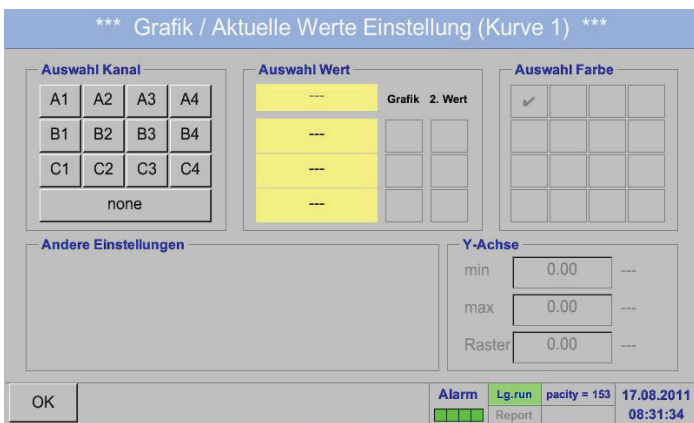 *** Grafik / Aktuelle Werte Einstellung (Kurve 1) ***
Auswahl Kanal
A1 A2 A3 A4
B1 B2 B3 B4
C1 C2 C3 C4
none
Auswahl Wert
--- Grafik 2. Wert
---
---
---
Auswahl Farbe
✔
Andere Einstellungen
Y-Achse
min 0.00 ---
max 0.00 ---
Raster 0.00 ---
OK
Alarm
Lg.run pacity = 153 17.08.2011
Report 08:31:34